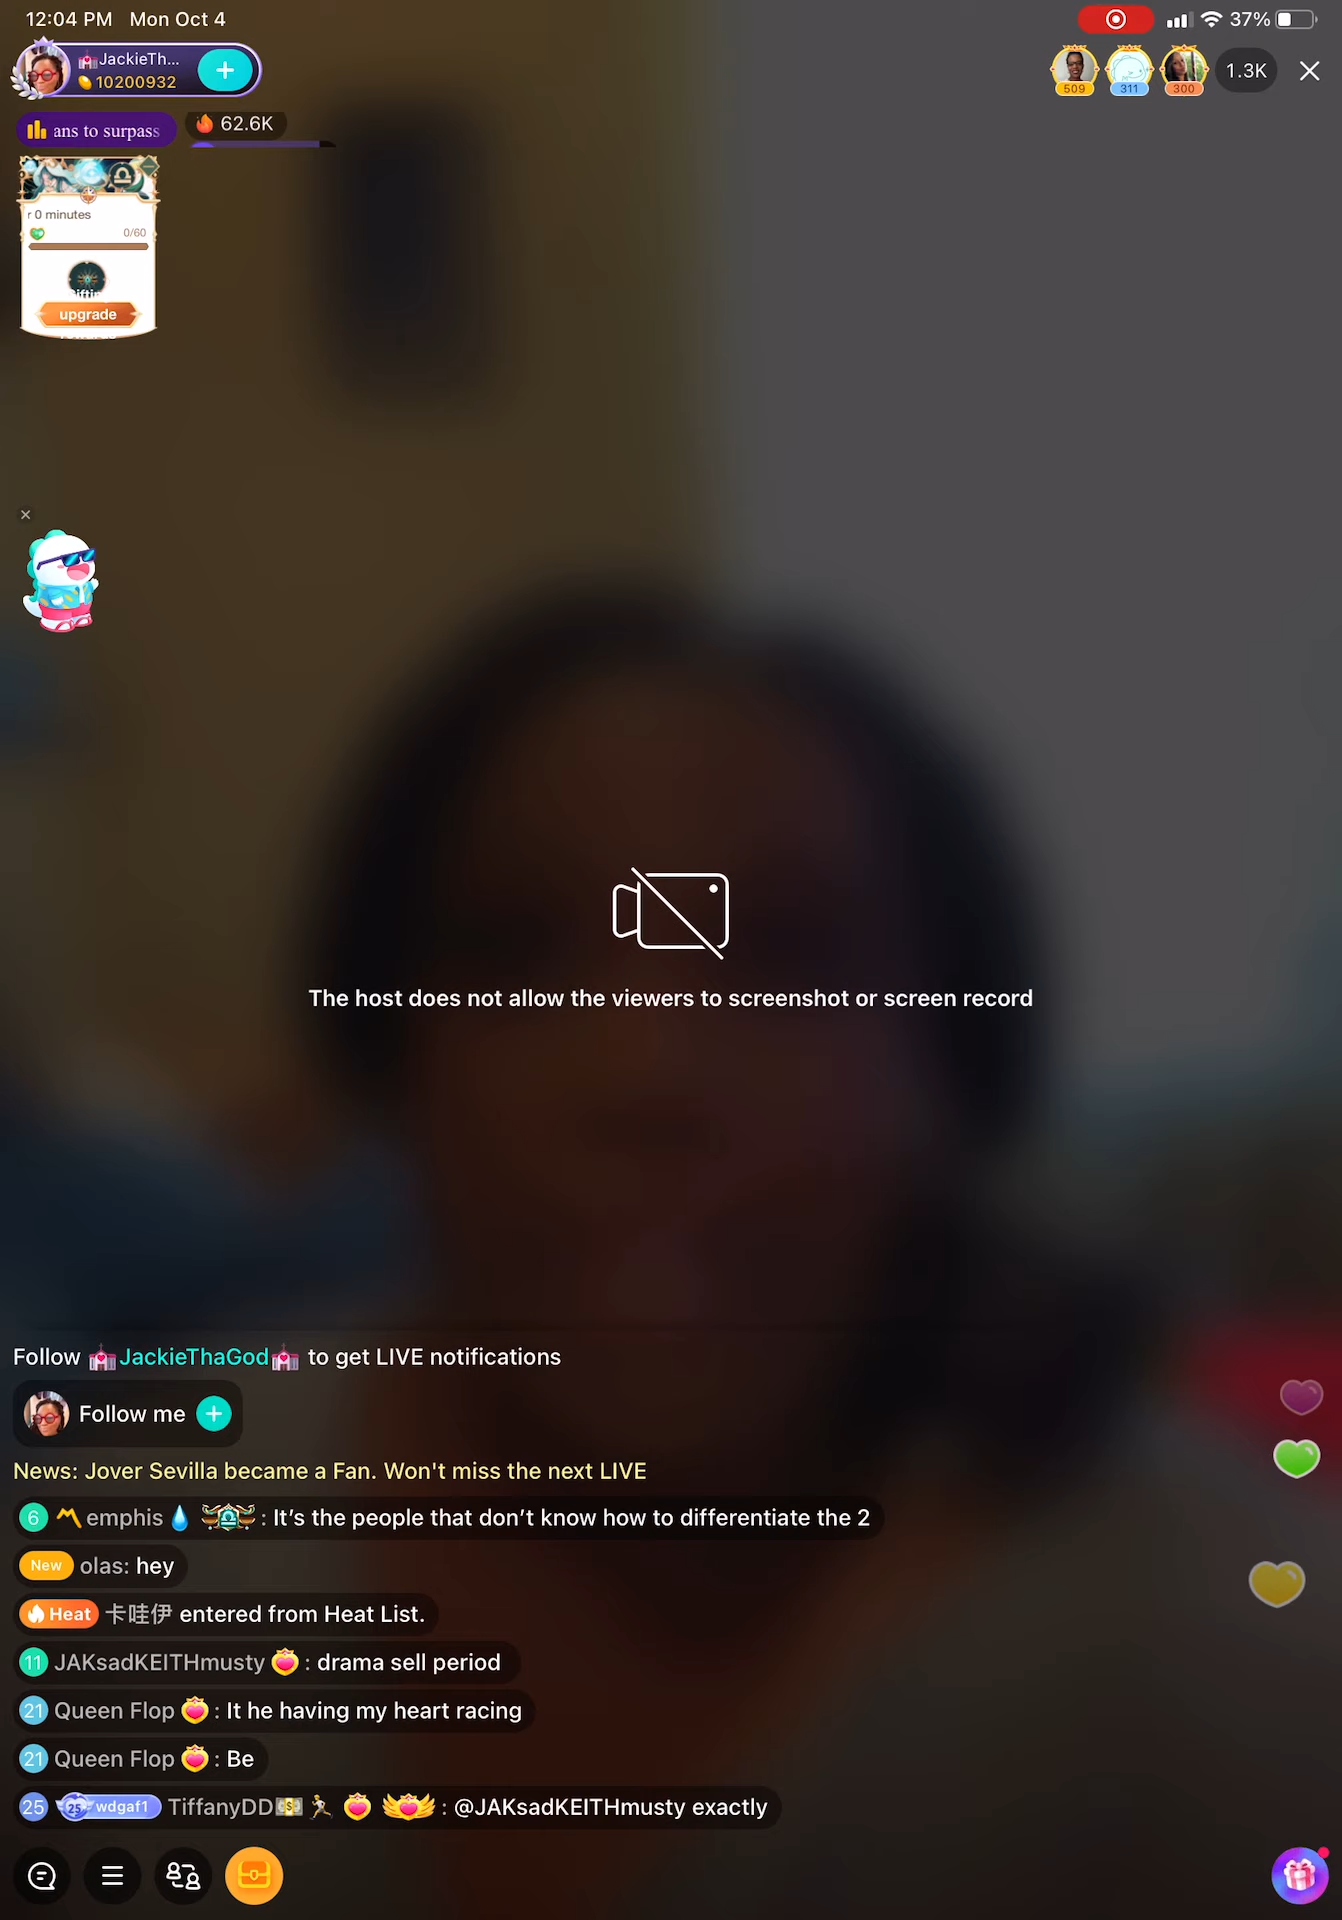 12:04 PM Mon Oct 4
37%
JackieTh...
10200932
509
311
300
1.3K
ans to surpass
62.6K
r 0 minutes
0/60
upgrade
The host does not allow the viewers to screenshot or screen record
Follow JackieThaGod to get LIVE notifications
Follow me
News: Jover Sevilla became a Fan. Won't miss the next LIVE
6 emphis : It's the people that don't know how to differentiate the 2
New olas: hey
Heat 卡哇伊 entered from Heat List.
11 JAKsadKEITHmusty : drama sell period
21 Queen Flop : It he having my heart racing
21 Queen Flop : Be
25 25 wdgaf1 TiffanyDD : @JAKsadKEITHmusty exactly